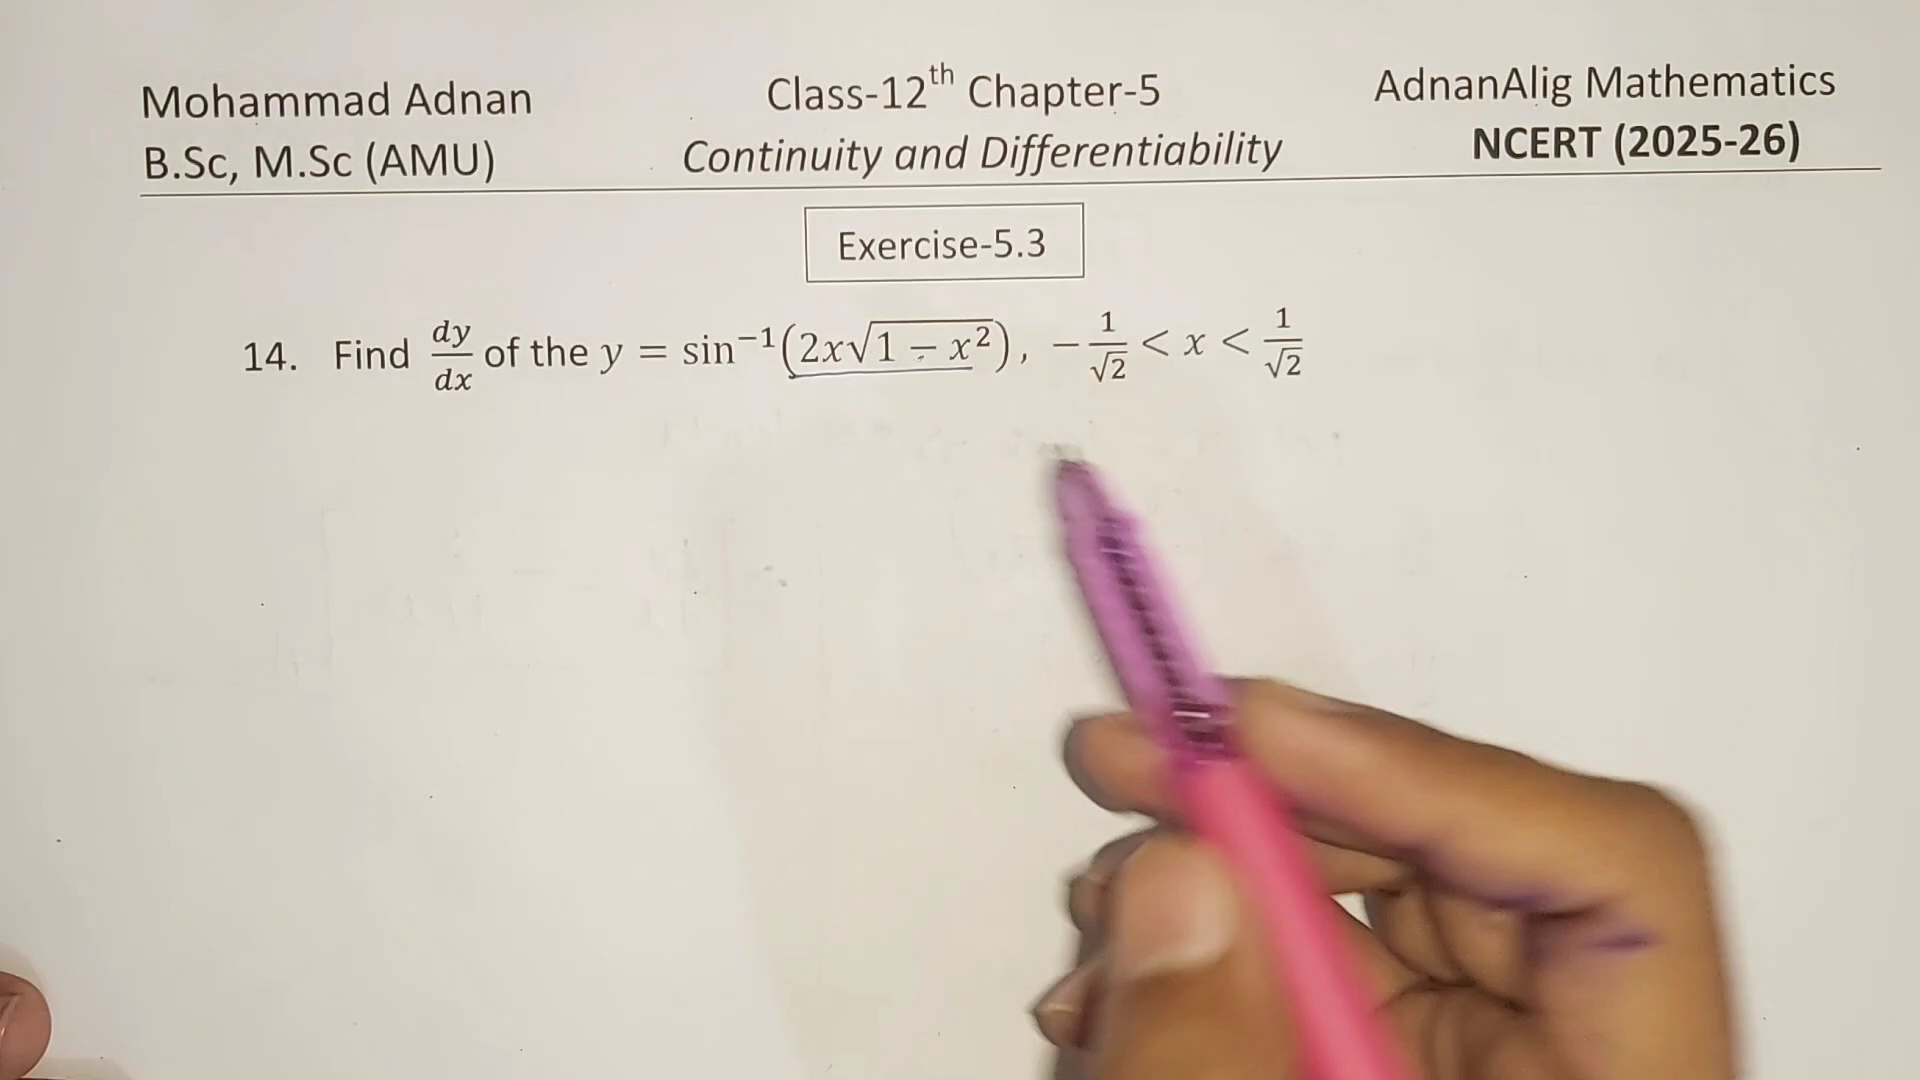 Mohammad Adnan
B.Sc, M.Sc (AMU)
Class-12th Chapter-5
Continuity and Differentiability
AdnanAlig Mathematics
NCERT (2025-26)
Exercise-5.3
14. Find dy/dx of the y = sin⁻¹(2x√(1 − x²)), −1/√2 < x < 1/√2